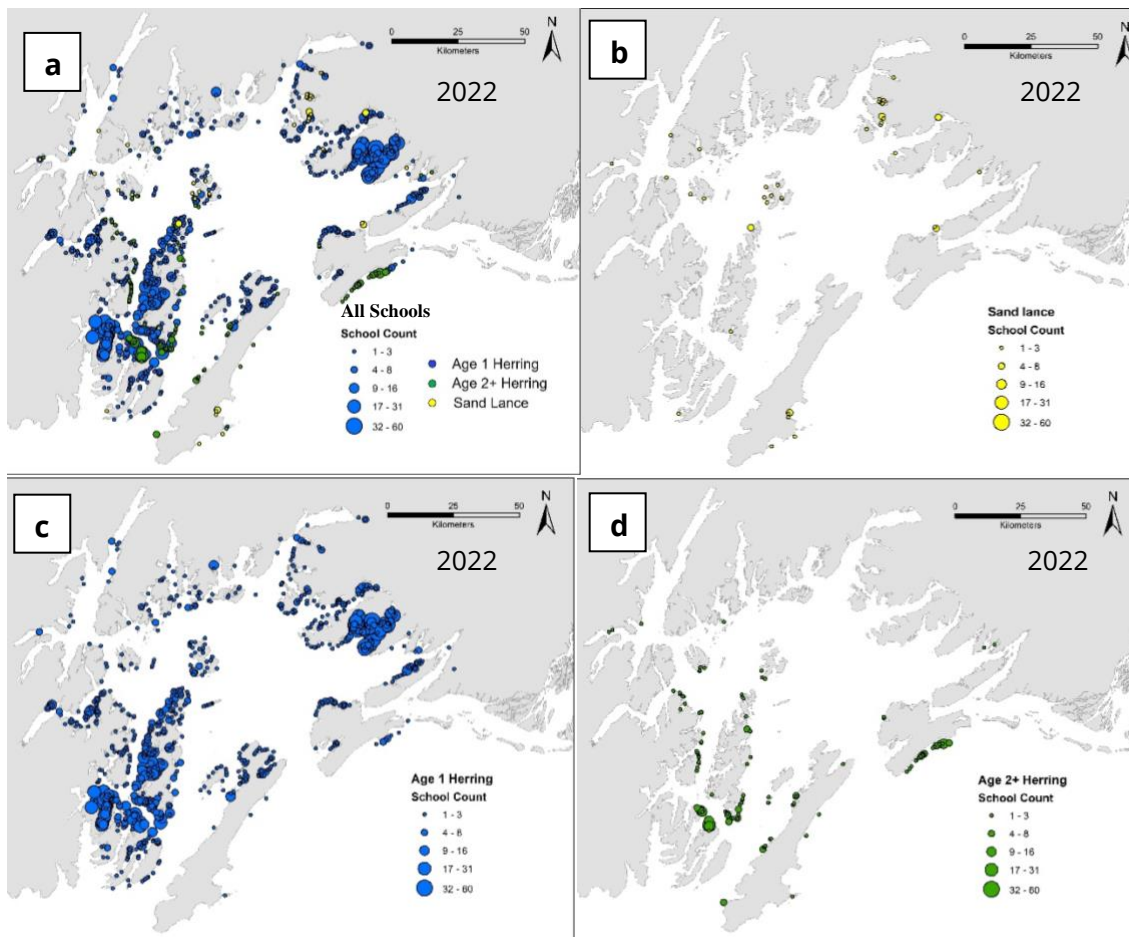 a
0 25 50
Kilometers
N
2022
All Schools
School Count
1 - 3
4 - 8
9 - 16
17 - 31
32 - 60
Age 1 Herring
Age 2+ Herring
Sand Lance
b
0 25 50
Kilometers
N
2022
Sand lance
School Count
1 - 3
4 - 8
9 - 16
17 - 31
32 - 60
c
0 25 50
Kilometers
N
2022
Age 1 Herring
School Count
1 - 3
4 - 8
9 - 16
17 - 31
32 - 60
d
0 25 50
Kilometers
N
2022
Age 2+ Herring
School Count
1 - 3
4 - 8
9 - 16
17 - 31
32 - 60